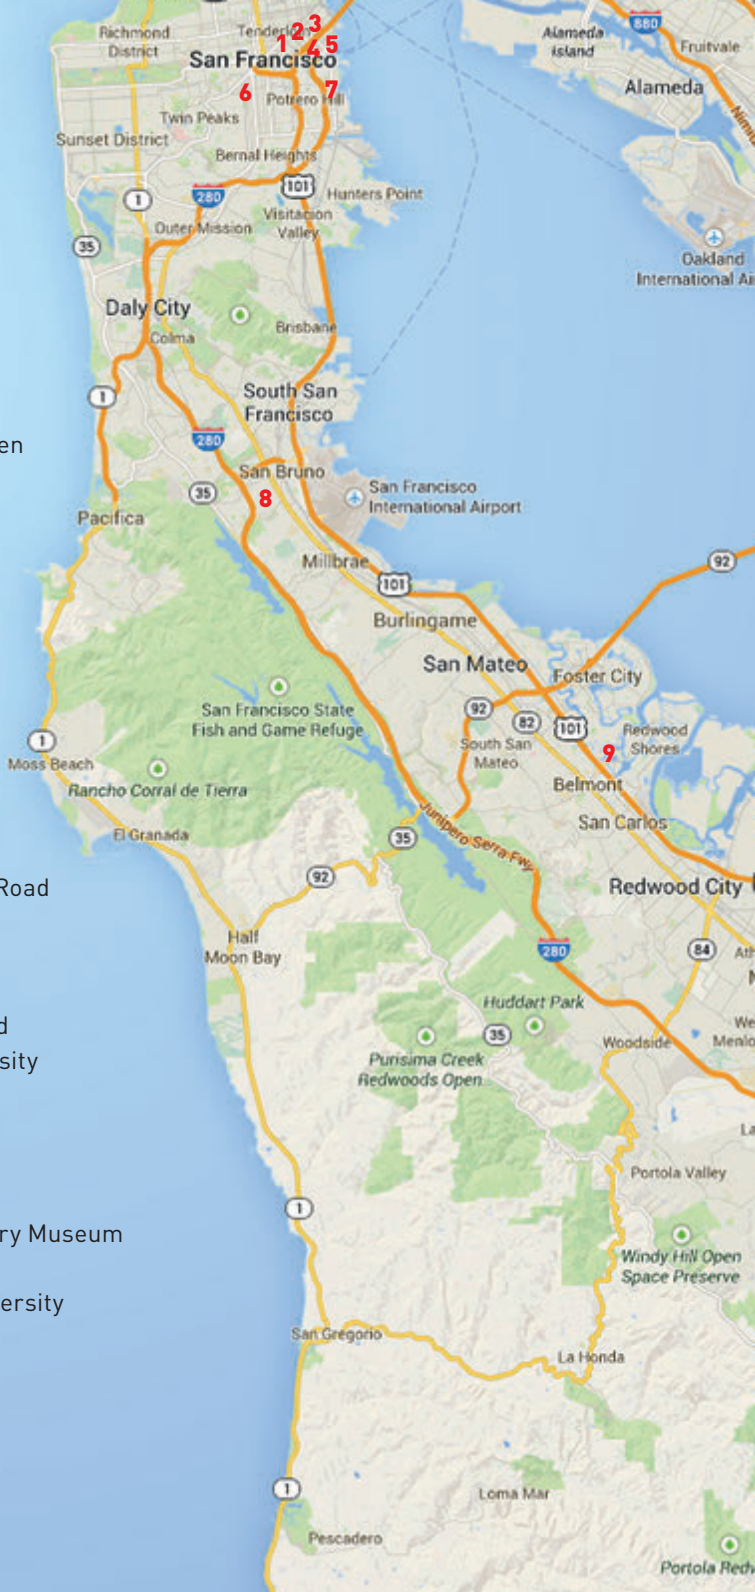 3
Richmond
District
Tenderloin
2
1
4
5
San Francisco
6
Potrero Hill
7
Twin Peaks
Sunset District
Bernal Heights
880
Alameda
Island
Fruitvale
Alameda
1
280
101
Hunters Point
Visitacion
Valley
Outer Mission
35
Oakland
International Ai
Daly City
Brisbane
Colma
1
South San
Francisco
280
en
San Bruno
35
8
San Francisco
International Airport
Pacifica
Millbrae
101
92
Burlingame
San Mateo
Foster City
San Francisco State
Fish and Game Refuge
92
82
101
Redwood
Shores
South San
Mateo
9
1
Moss Beach
Rancho Corral de Tierra
Belmont
San Carlos
El Granada
Junipero Serra Fwy
35
92
Redwood City
Road
Half
Moon Bay
280
84
Ath
Huddart Park
d
35
We
Menlo
Woodside
Purisima Creek
Redwoods Open
sity
La
Portola Valley
1
ry Museum
Windy Hill Open
Space Preserve
ersity
San Gregorio
La Honda
1
Loma Mar
Pescadero
Portola Redw